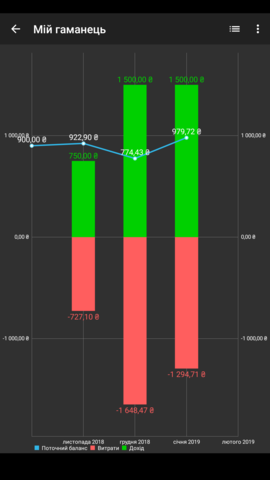 Мій гаманець
1 500,00 ₴ 1 500,00 ₴
1 000,00 ₴ 1 000,00 ₴
900,00 ₴ 922,90 ₴ 774,43 ₴ 979,72 ₴
750,00 ₴
0,00 ₴ 0,00 ₴
-727,10 ₴
-1 000,00 ₴ -1 000,00 ₴
-1 294,71 ₴
-1 648,47 ₴
листопада 2018 грудня 2018 січня 2019 лютого 2019
Поточний баланс Витрати Дохід